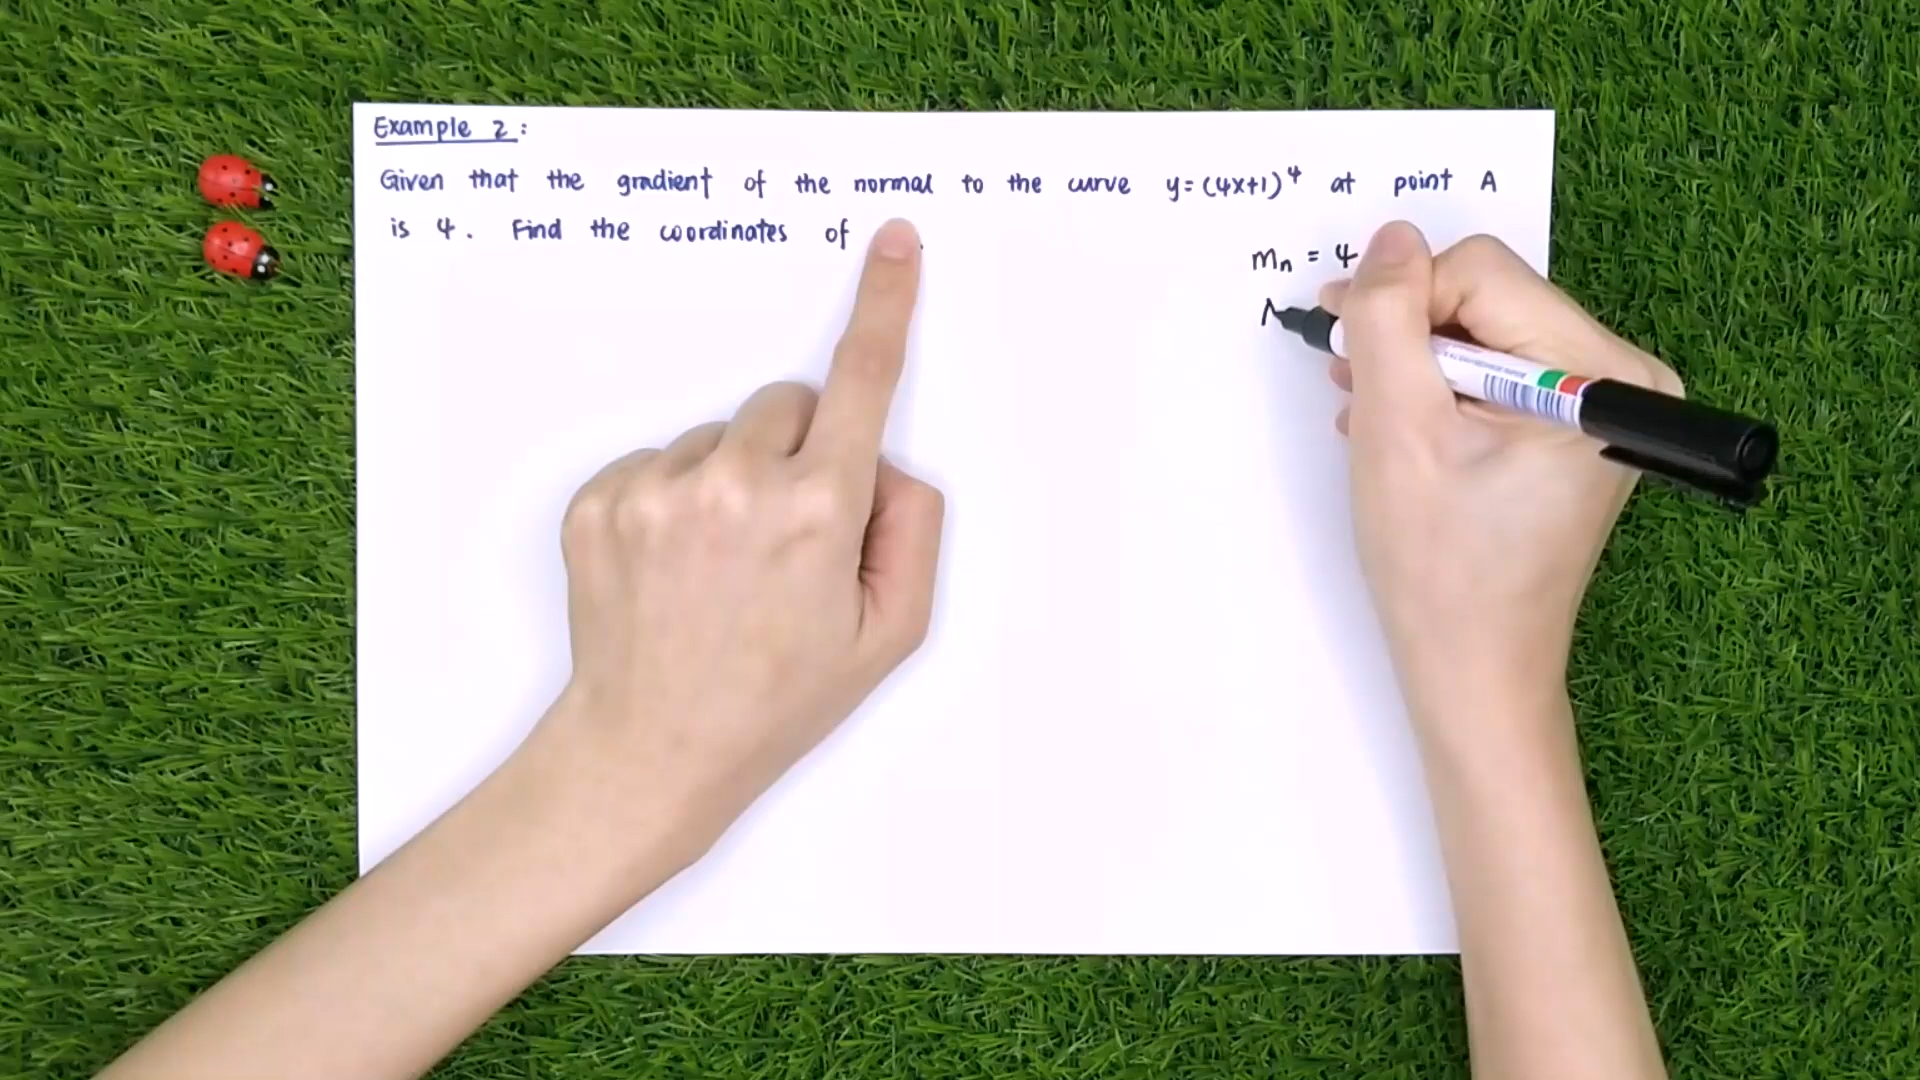 Example 2:
Given that the gradient of the normal to the curve y=(4x+1)⁴ at point A
is 4. Find the coordinates of
mₙ = 4